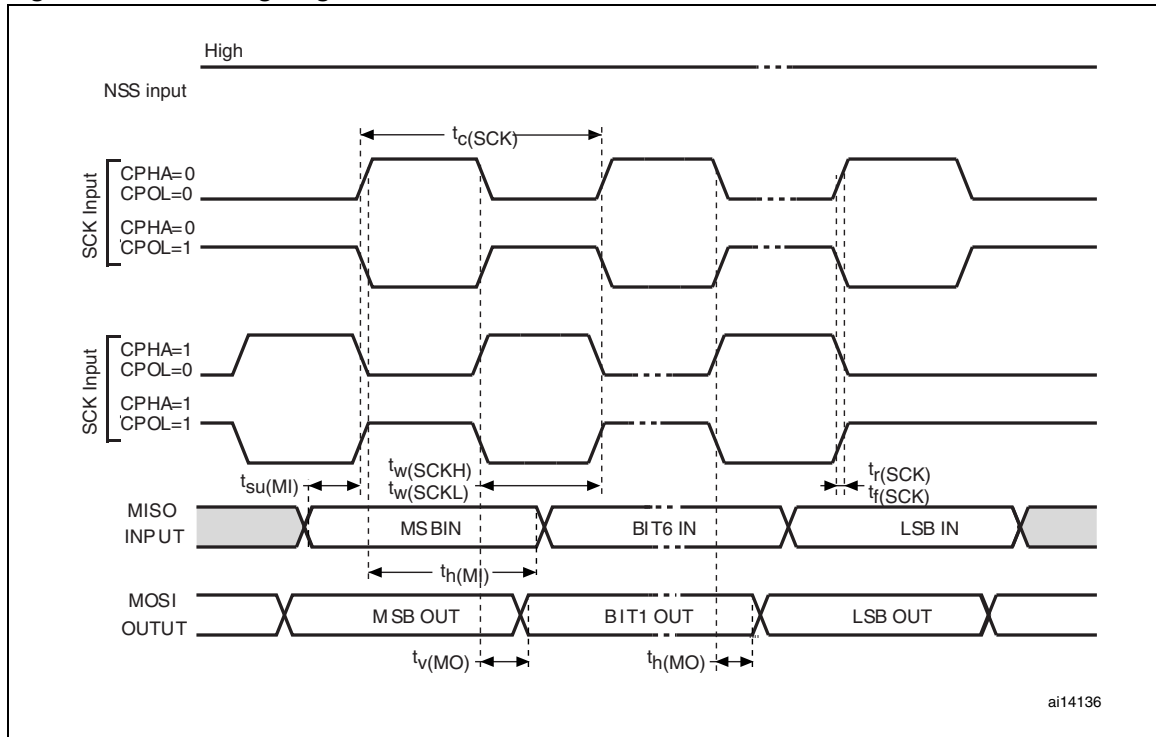 High
NSS input
tc(SCK)
SCK Input
CPHA=0
CPOL=0
CPHA=0
CPOL=1
SCK Input
CPHA=1
CPOL=0
CPHA=1
CPOL=1
tw(SCKH)
tw(SCKL)
tr(SCK)
tf(SCK)
tsu(MI)
MISO
INPUT
MSBIN
BIT6 IN
LSB IN
th(MI)
MOSI
OUTUT
MSB OUT
BIT1 OUT
LSB OUT
tv(MO)
th(MO)
ai14136